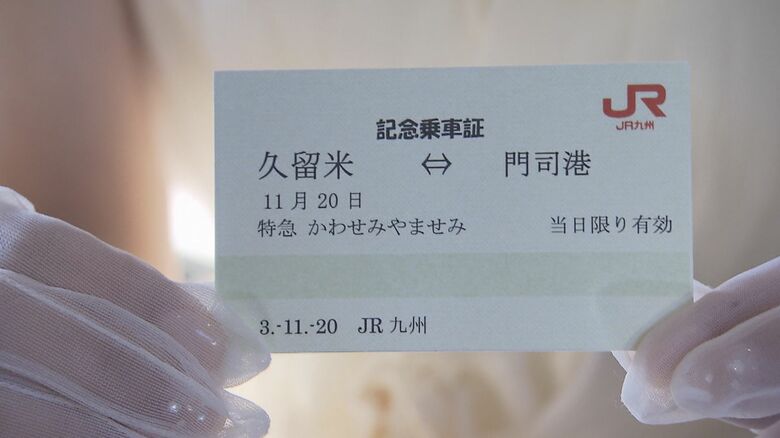 JR
JR九州
記念乗車証
久留米 ⇔ 門司港
11月20日
特急 かわせみやませみ 当日限り有効
3.-11.-20 JR九州